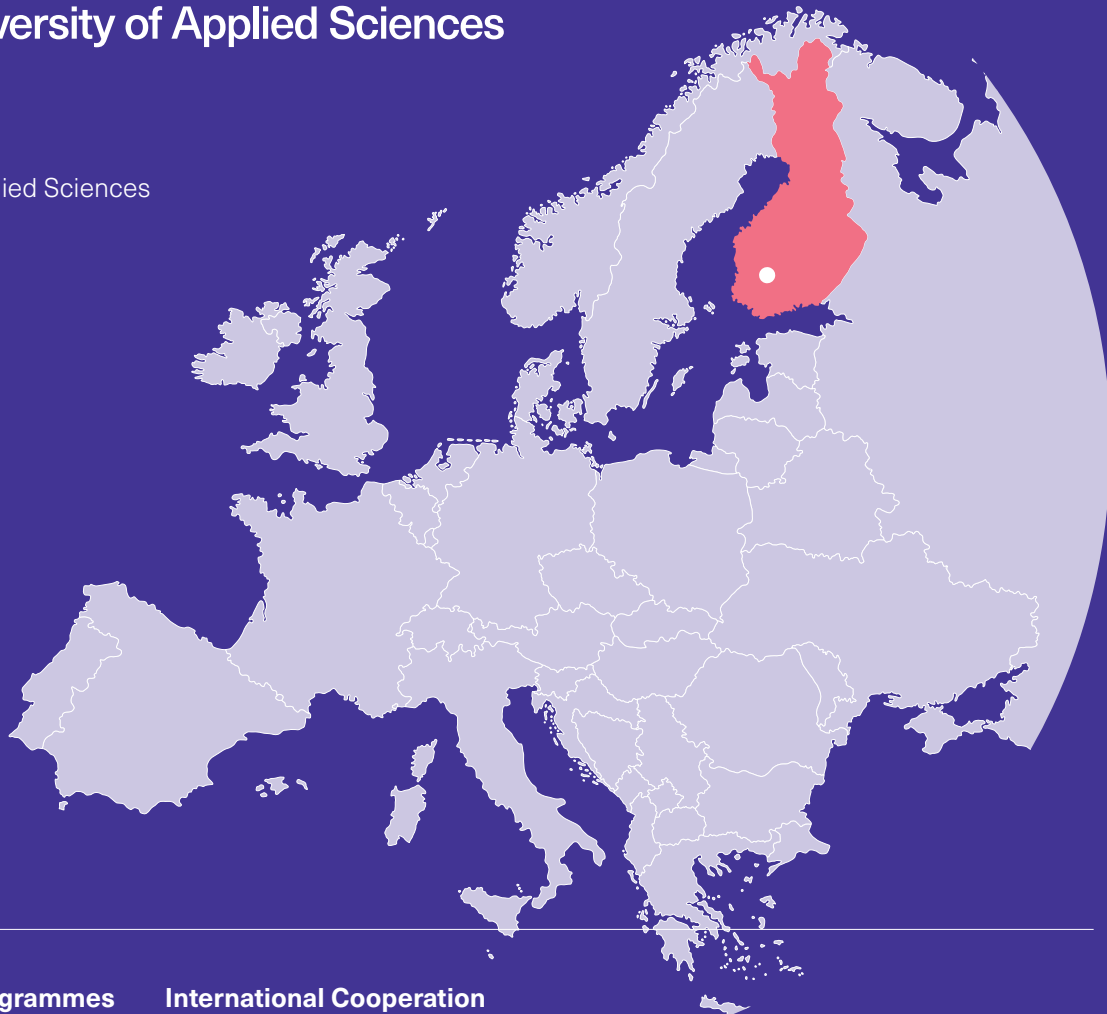 versity of Applied Sciences
ied Sciences
grammes
International Cooperation